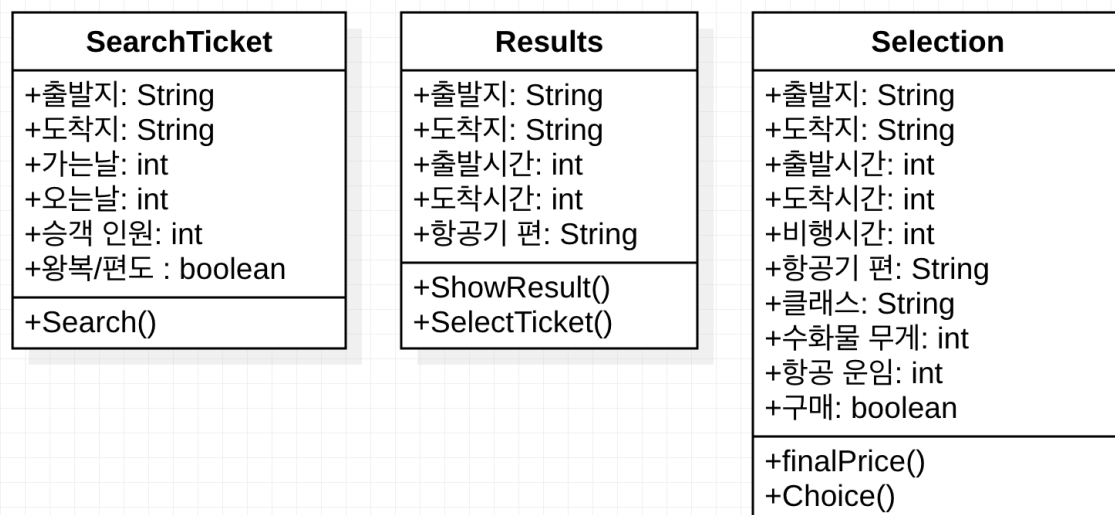 SearchTicket
+출발지: String
+도착지: String
+가는날: int
+오는날: int
+승객 인원: int
+왕복/편도 : boolean
+Search()
Results
+출발지: String
+도착지: String
+출발시간: int
+도착시간: int
+항공기 편: String
+ShowResult()
+SelectTicket()
Selection
+출발지: String
+도착지: String
+출발시간: int
+도착시간: int
+비행시간: int
+항공기 편: String
+클래스: String
+수화물 무게: int
+항공 운임: int
+구매: boolean
+finalPrice()
+Choice()